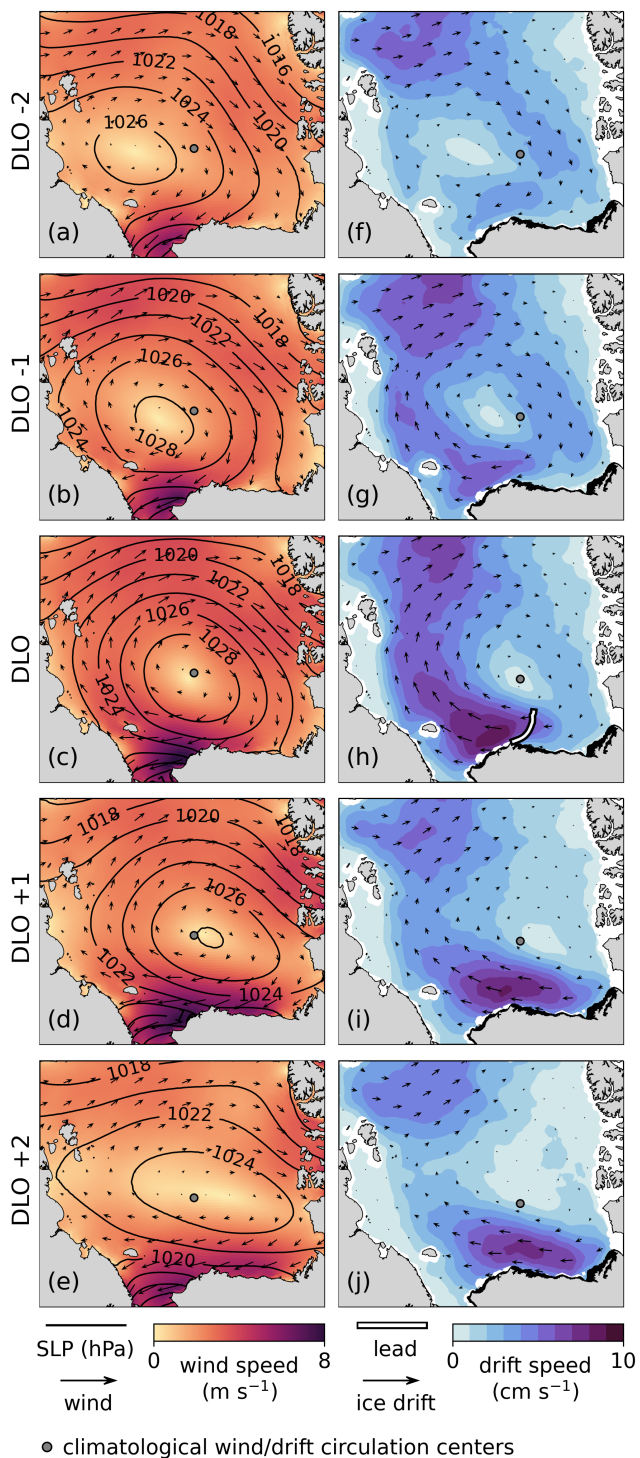 DLO -2
1018
1016
1022
1024
1020
1026
(a)
(f)
DLO -1
1020
1022
1018
1026
1024
1028
(b)
(g)
DLO
1020
1018
1022
1026
1028
1024
(c)
(h)
DLO +1
1018
1020
1018
1026
1022
1024
(d)
(i)
DLO +2
1018
1022
1024
1020
(e)
(j)
SLP (hPa)
wind
0 wind speed 8
(m s⁻¹)
lead
ice drift
0 drift speed 10
(cm s⁻¹)
climatological wind/drift circulation centers